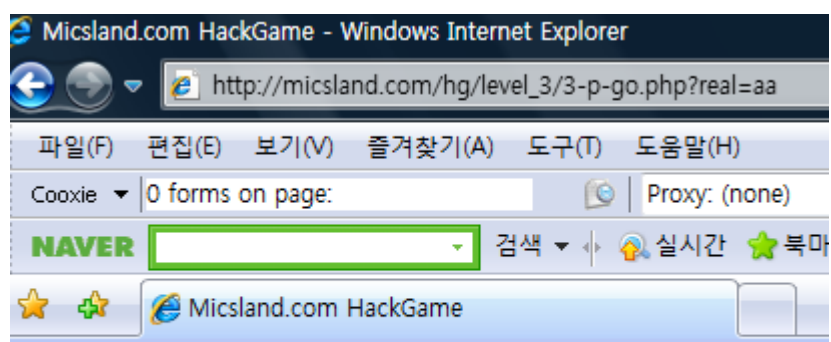 Micsland.com HackGame - Windows Internet Explorer
http://micsland.com/hg/level_3/3-p-go.php?real=aa
파일(F) 편집(E) 보기(V) 즐겨찾기(A) 도구(T) 도움말(H)
Cooxie 0 forms on page: Proxy: (none)
NAVER 검색 실시간 북마
Micsland.com HackGame